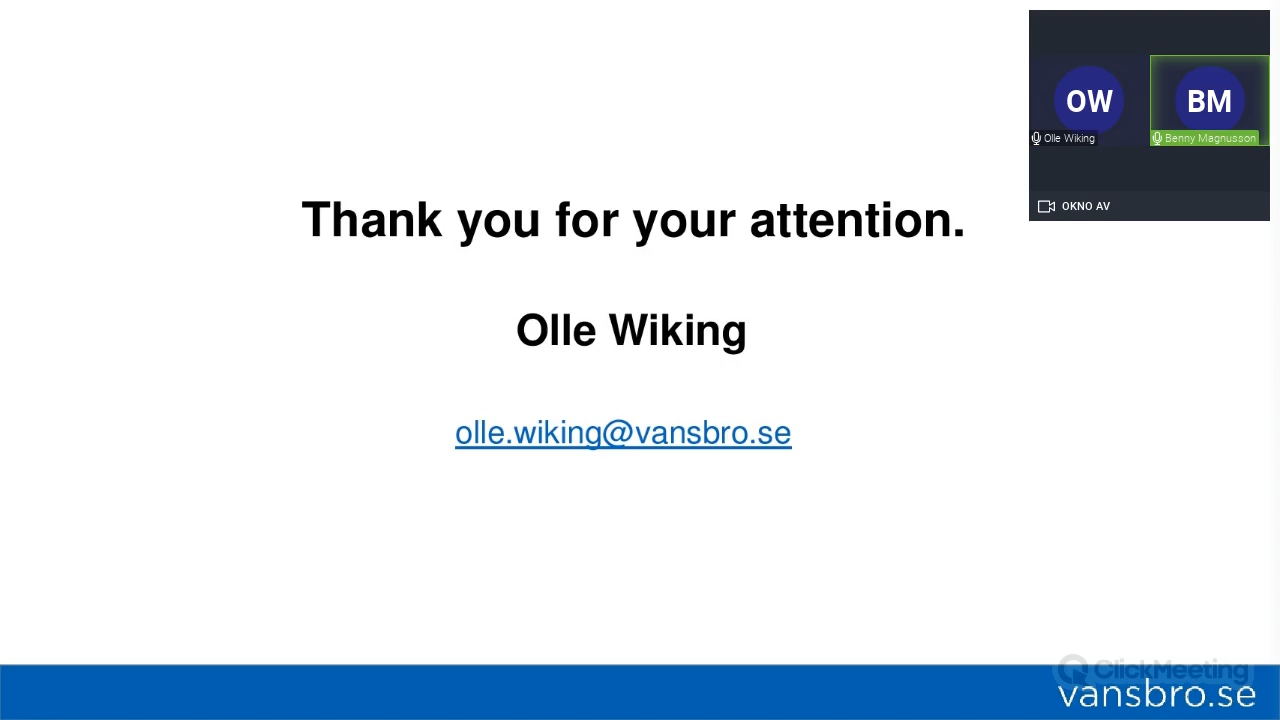 OW
BM
Olle Wiking
Benny Magnusson
OKNO AV
Thank you for your attention.
Olle Wiking
olle.wiking@vansbro.se
ClickMeeting
vansbro.se